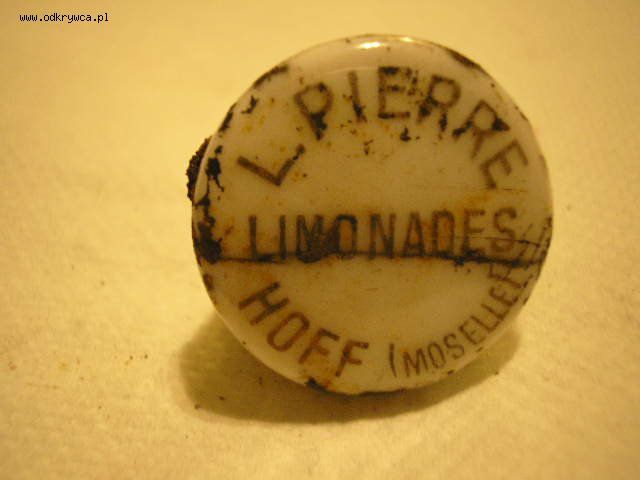 www.odkrywca.pl
L. PIERRE
LIMONADES
HOFF (MOSELLE)